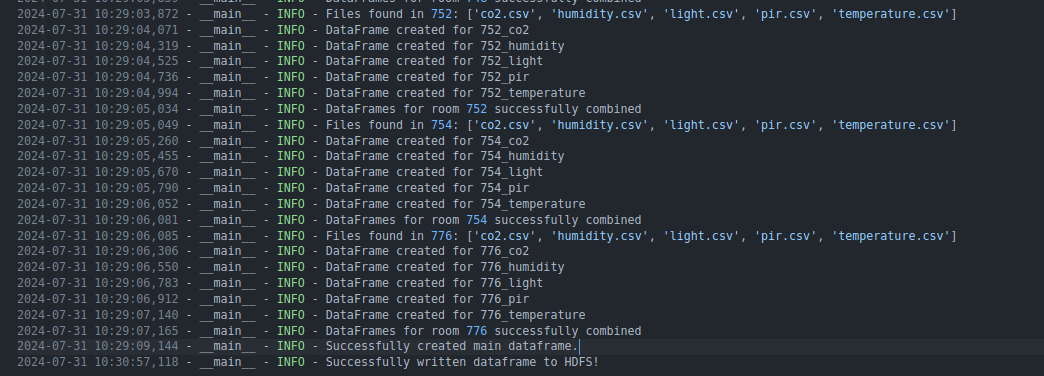 2024-07-31 10:29:03,872 - __main__ - INFO - Files found in 752: ['co2.csv', 'humidity.csv', 'light.csv', 'pir.csv', 'temperature.csv']
2024-07-31 10:29:04,071 - __main__ - INFO - DataFrame created for 752_co2
2024-07-31 10:29:04,319 - __main__ - INFO - DataFrame created for 752_humidity
2024-07-31 10:29:04,525 - __main__ - INFO - DataFrame created for 752_light
2024-07-31 10:29:04,736 - __main__ - INFO - DataFrame created for 752_pir
2024-07-31 10:29:04,994 - __main__ - INFO - DataFrame created for 752_temperature
2024-07-31 10:29:05,034 - __main__ - INFO - DataFrames for room 752 successfully combined
2024-07-31 10:29:05,049 - __main__ - INFO - Files found in 754: ['co2.csv', 'humidity.csv', 'light.csv', 'pir.csv', 'temperature.csv']
2024-07-31 10:29:05,260 - __main__ - INFO - DataFrame created for 754_co2
2024-07-31 10:29:05,455 - __main__ - INFO - DataFrame created for 754_humidity
2024-07-31 10:29:05,670 - __main__ - INFO - DataFrame created for 754_light
2024-07-31 10:29:05,790 - __main__ - INFO - DataFrame created for 754_pir
2024-07-31 10:29:06,052 - __main__ - INFO - DataFrame created for 754_temperature
2024-07-31 10:29:06,081 - __main__ - INFO - DataFrames for room 754 successfully combined
2024-07-31 10:29:06,085 - __main__ - INFO - Files found in 776: ['co2.csv', 'humidity.csv', 'light.csv', 'pir.csv', 'temperature.csv']
2024-07-31 10:29:06,306 - __main__ - INFO - DataFrame created for 776_co2
2024-07-31 10:29:06,550 - __main__ - INFO - DataFrame created for 776_humidity
2024-07-31 10:29:06,783 - __main__ - INFO - DataFrame created for 776_light
2024-07-31 10:29:06,912 - __main__ - INFO - DataFrame created for 776_pir
2024-07-31 10:29:07,140 - __main__ - INFO - DataFrame created for 776_temperature
2024-07-31 10:29:07,165 - __main__ - INFO - DataFrames for room 776 successfully combined
2024-07-31 10:29:09,144 - __main__ - INFO - Successfully created main dataframe.
2024-07-31 10:30:57,118 - __main__ - INFO - Successfully written dataframe to HDFS!